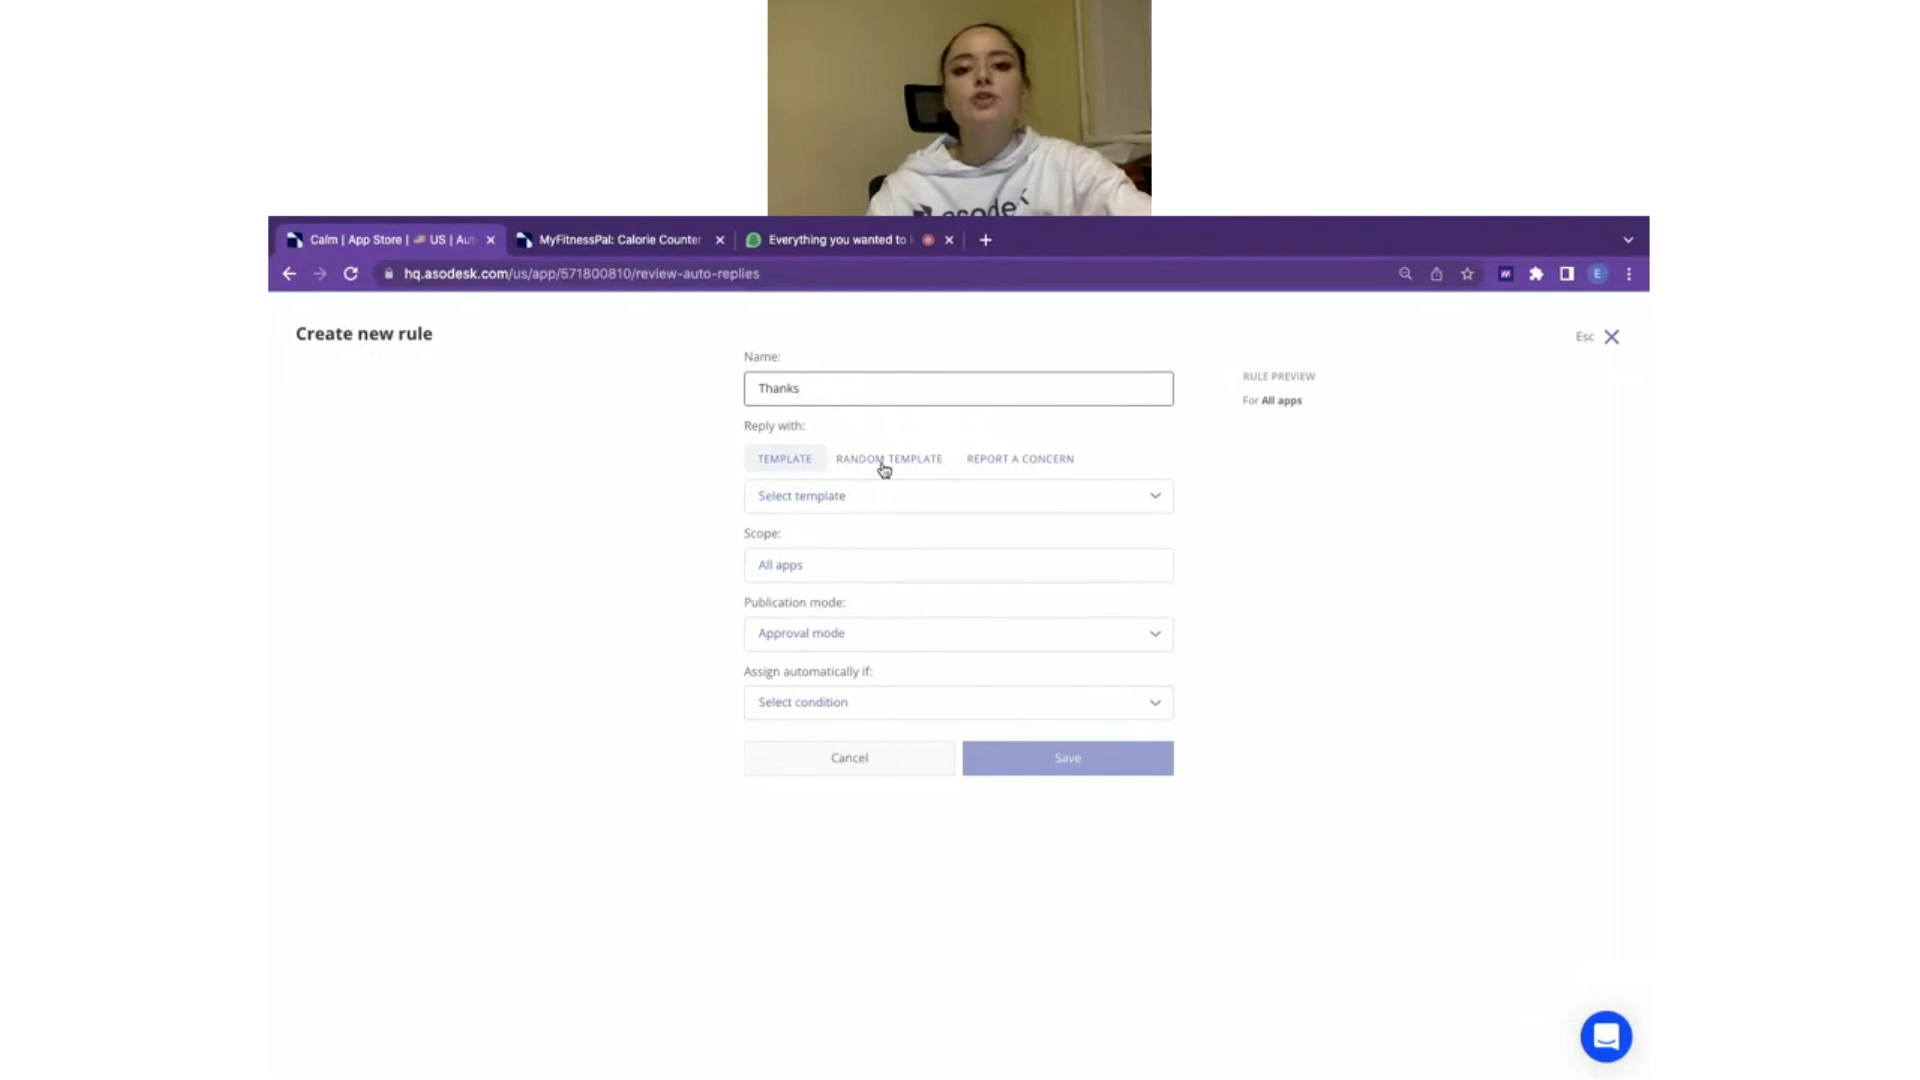 asodesk
Calm | App Store | US | Aut
MyFitnessPal: Calorie Counter
Everything you wanted to
hq.asodesk.com/us/app/571800810/review-auto-replies
E
Create new rule
Esc
Name:
Thanks
RULE PREVIEW
For All apps
Reply with:
TEMPLATE RANDOM TEMPLATE REPORT A CONCERN
Select template
Scope:
All apps
Publication mode:
Approval mode
Assign automatically if:
Select condition
Cancel Save